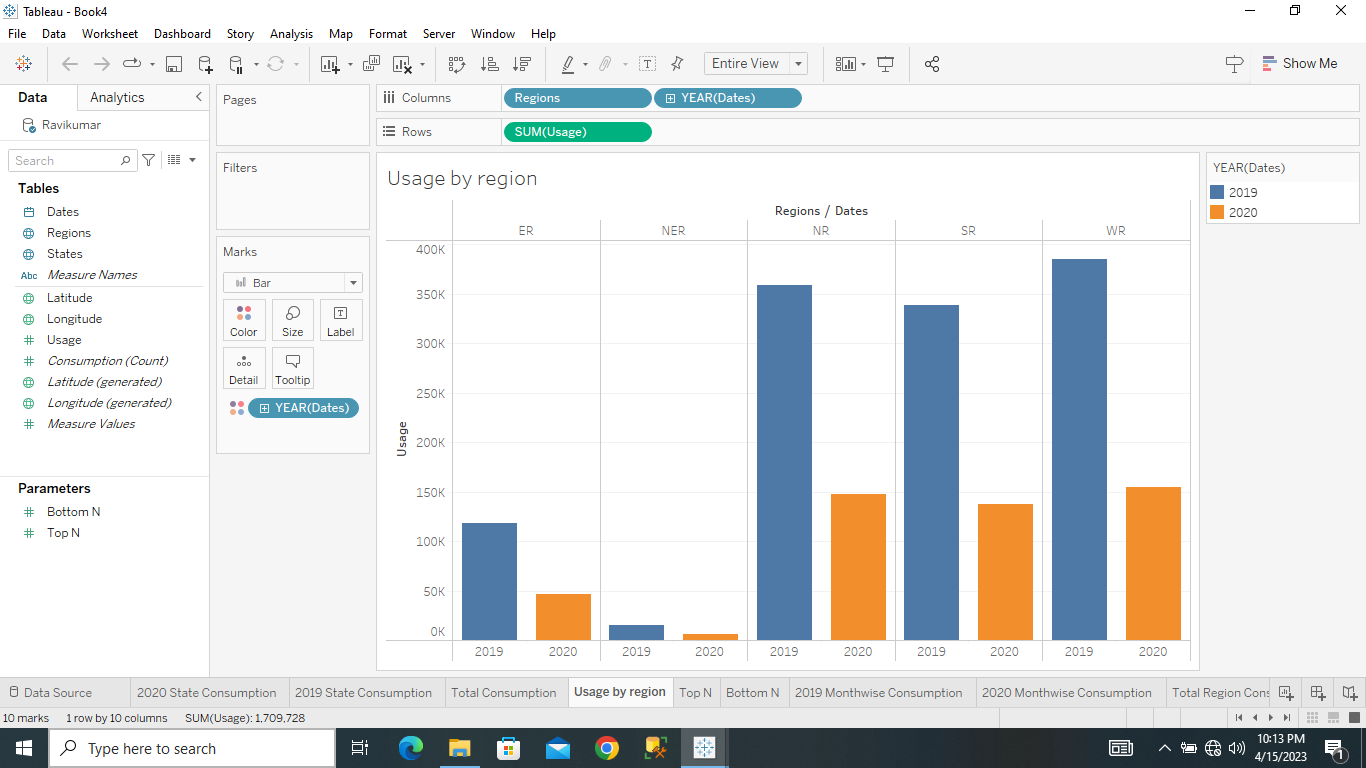 Tableau - Book4
File Data Worksheet Dashboard Story Analysis Map Format Server Window Help
Entire View
Show Me
Data Analytics
Ravikumar
Search
Tables
Dates
Regions
States
Abc Measure Names
Latitude
Longitude
Usage
Consumption (Count)
Latitude (generated)
Longitude (generated)
Measure Values
Parameters
Bottom N
Top N
Pages
Filters
Marks
Bar
Color Size Label
Detail Tooltip
YEAR(Dates)
Columns Regions YEAR(Dates)
Rows SUM(Usage)
Usage by region
Regions / Dates
ER NER NR SR WR
Usage
400K
350K
300K
250K
200K
150K
100K
50K
0K
2019 2020 2019 2020 2019 2020 2019 2020 2019 2020
YEAR(Dates)
2019
2020
Data Source 2020 State Consumption 2019 State Consumption Total Consumption Usage by region Top N Bottom N 2019 Monthwise Consumption 2020 Monthwise Consumption Total Region Cons
10 marks 1 row by 10 columns SUM(Usage): 1,709,728
Type here to search
10:13 PM
4/15/2023
1